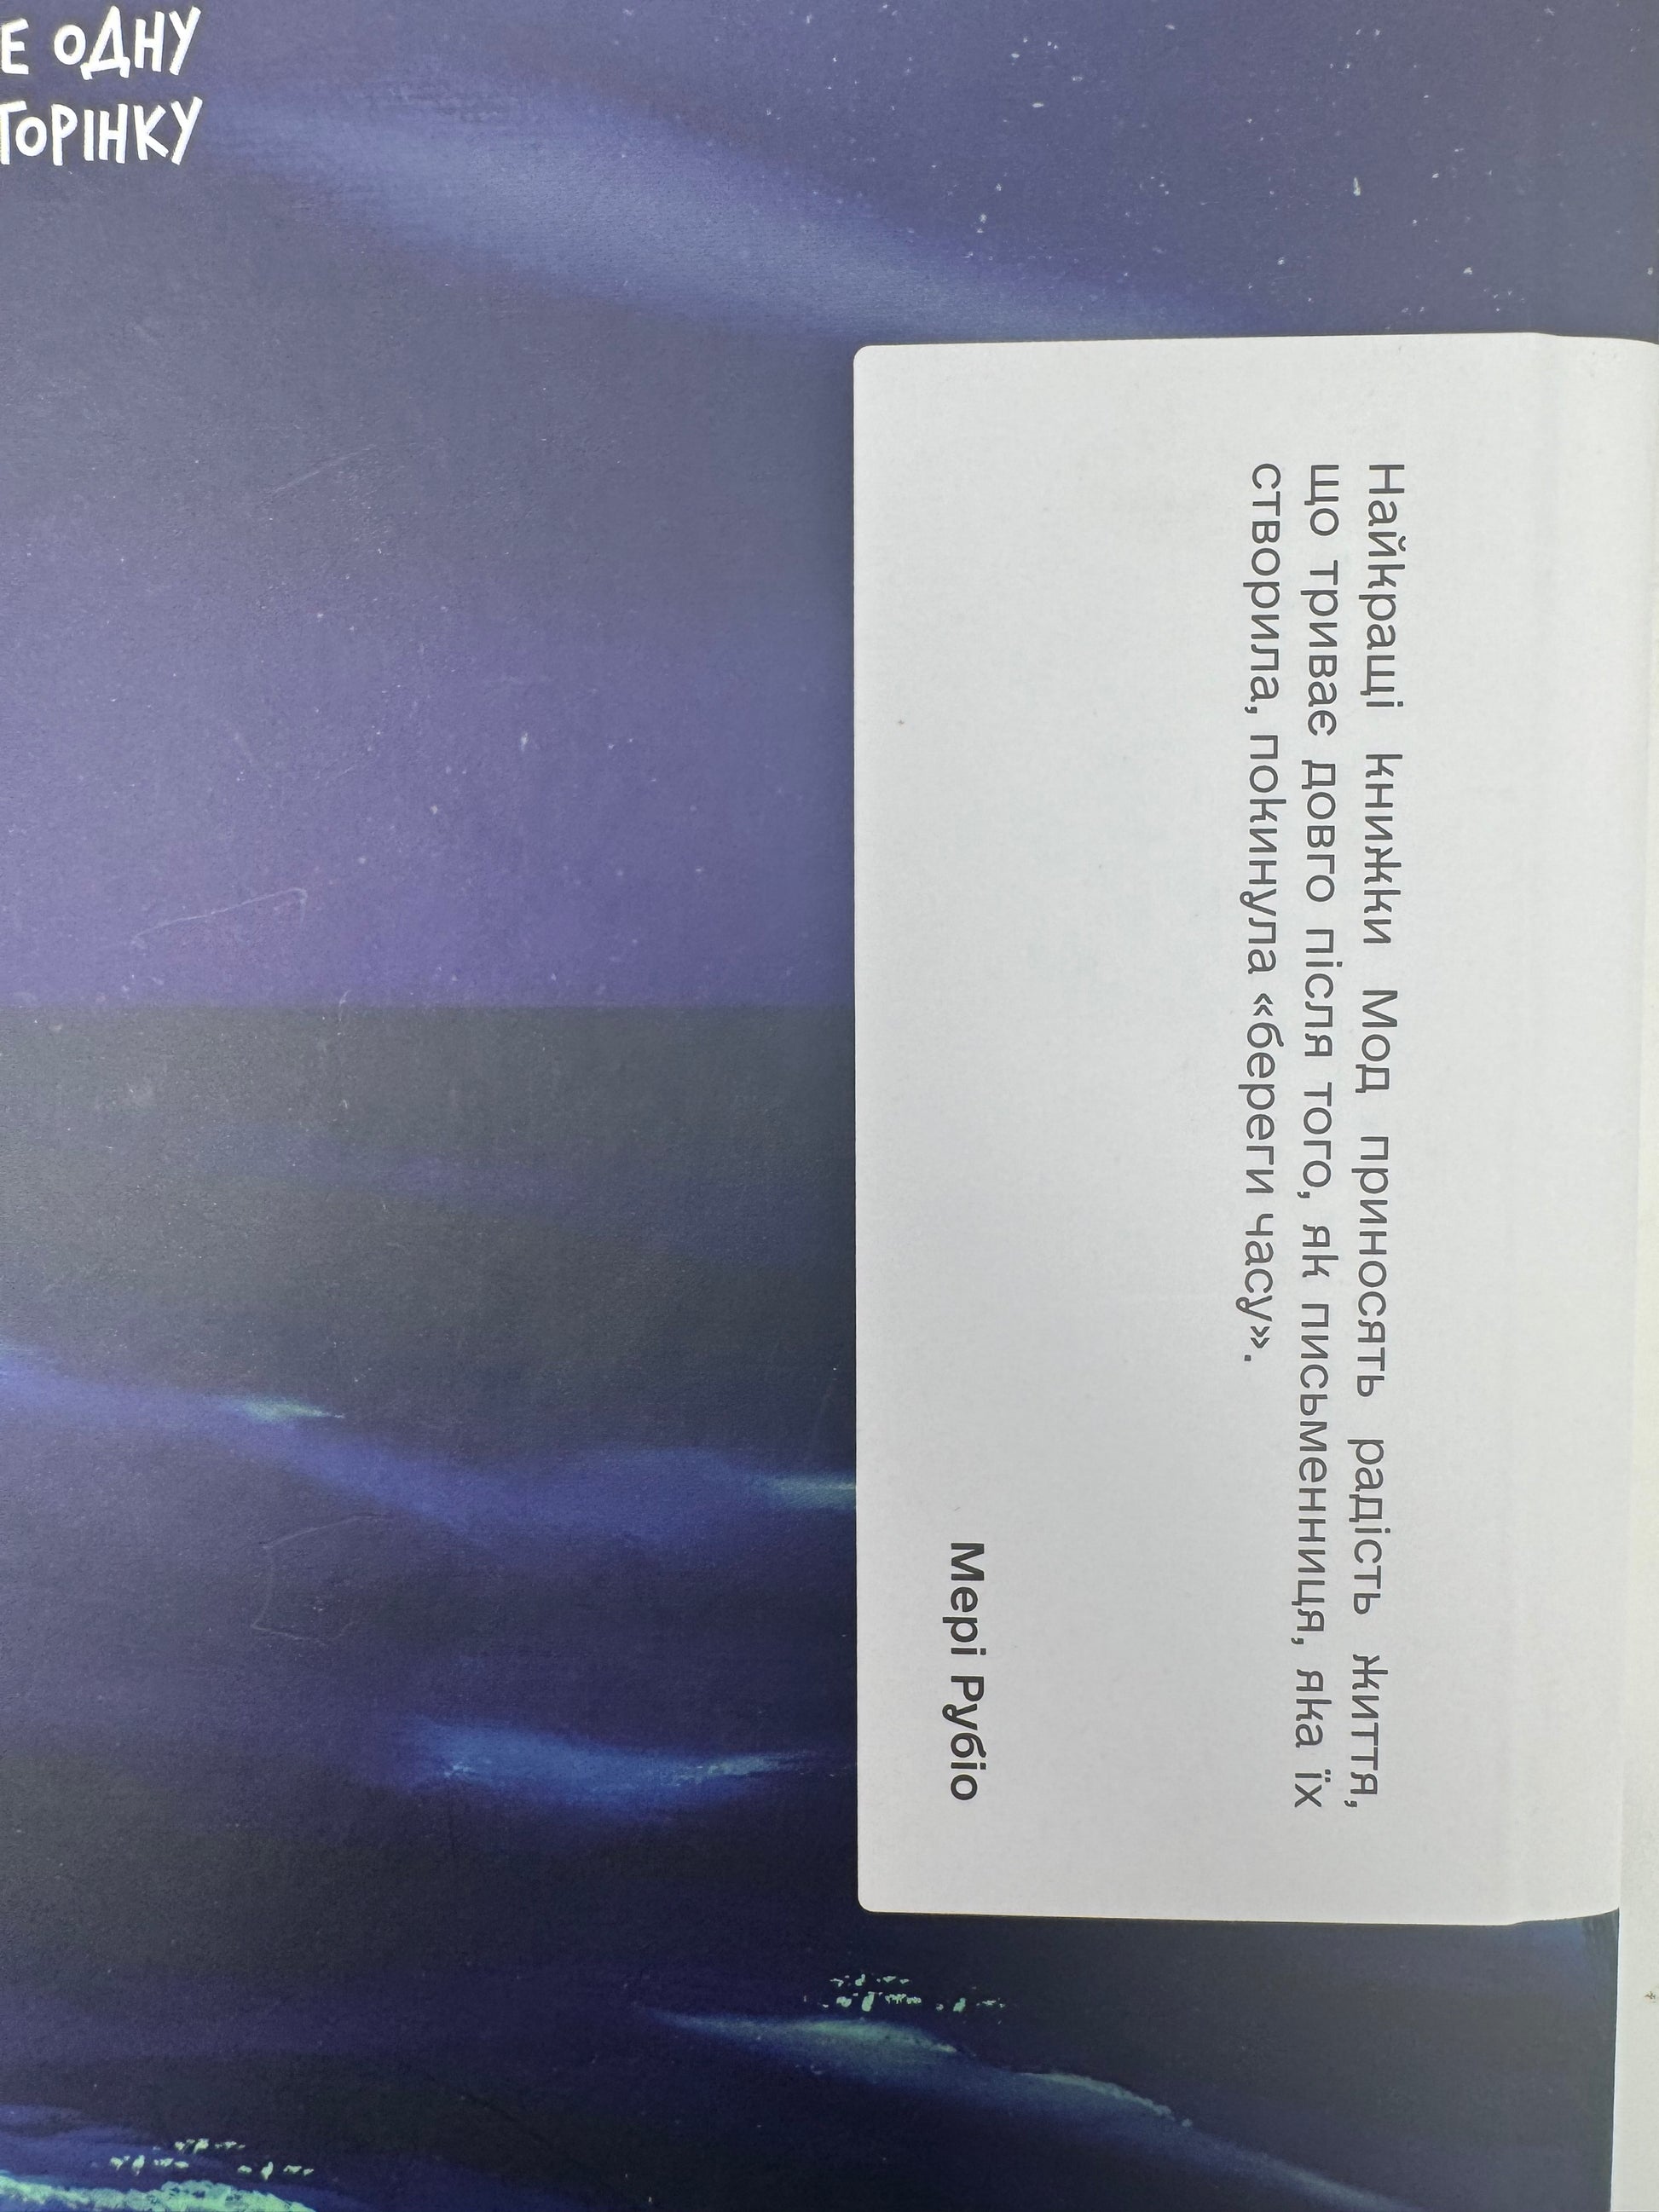 Е ОДНУ
ТОРІНКУ
Найкращі книжки Мод приносять радість життя,
що триває довго після того, як письменниця, яка їх
створила, покинула «береги часу».
Мері Рубіо